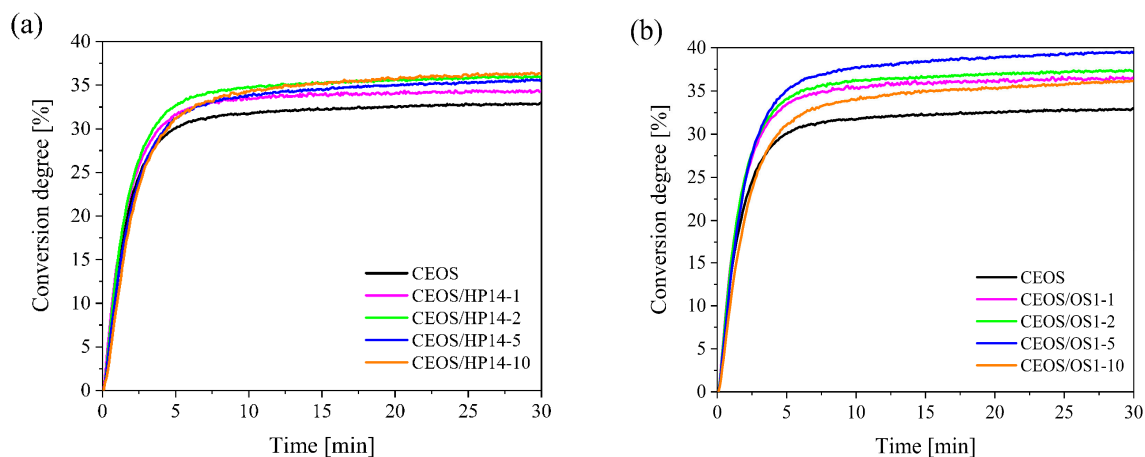 (a)
40
35
30
25
20
15
10
5
0
Conversion degree [%]
CEOS
CEOS/HP14-1
CEOS/HP14-2
CEOS/HP14-5
CEOS/HP14-10
0 5 10 15 20 25 30
Time [min]
(b)
40
35
30
25
20
15
10
5
0
Conversion degree [%]
CEOS
CEOS/OS1-1
CEOS/OS1-2
CEOS/OS1-5
CEOS/OS1-10
0 5 10 15 20 25 30
Time [min]